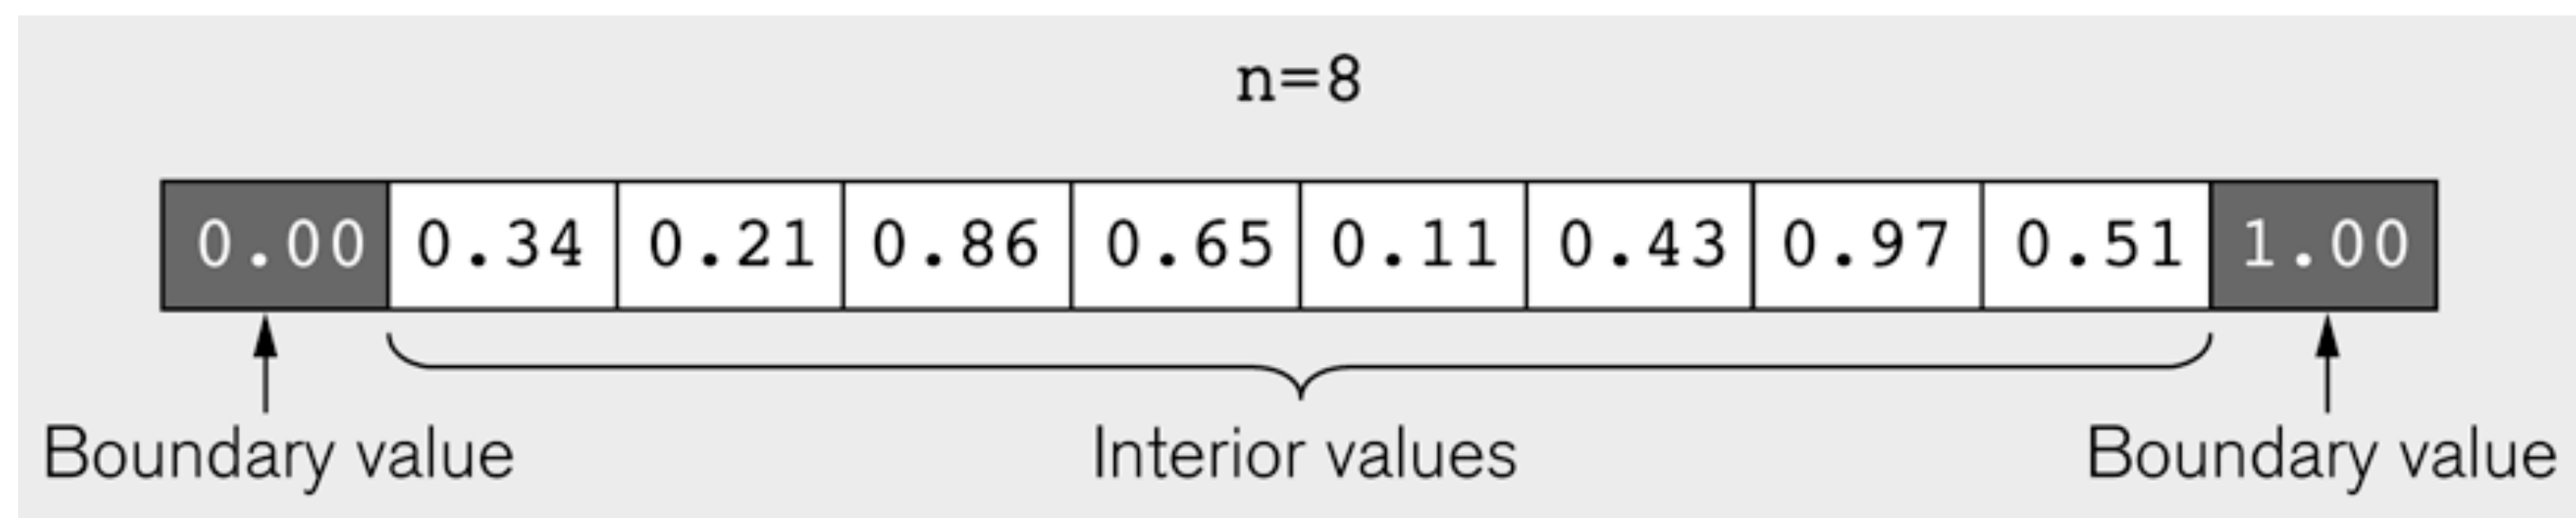 n=8
0.00 0.34 0.21 0.86 0.65 0.11 0.43 0.97 0.51 1.00
Boundary value Interior values Boundary value